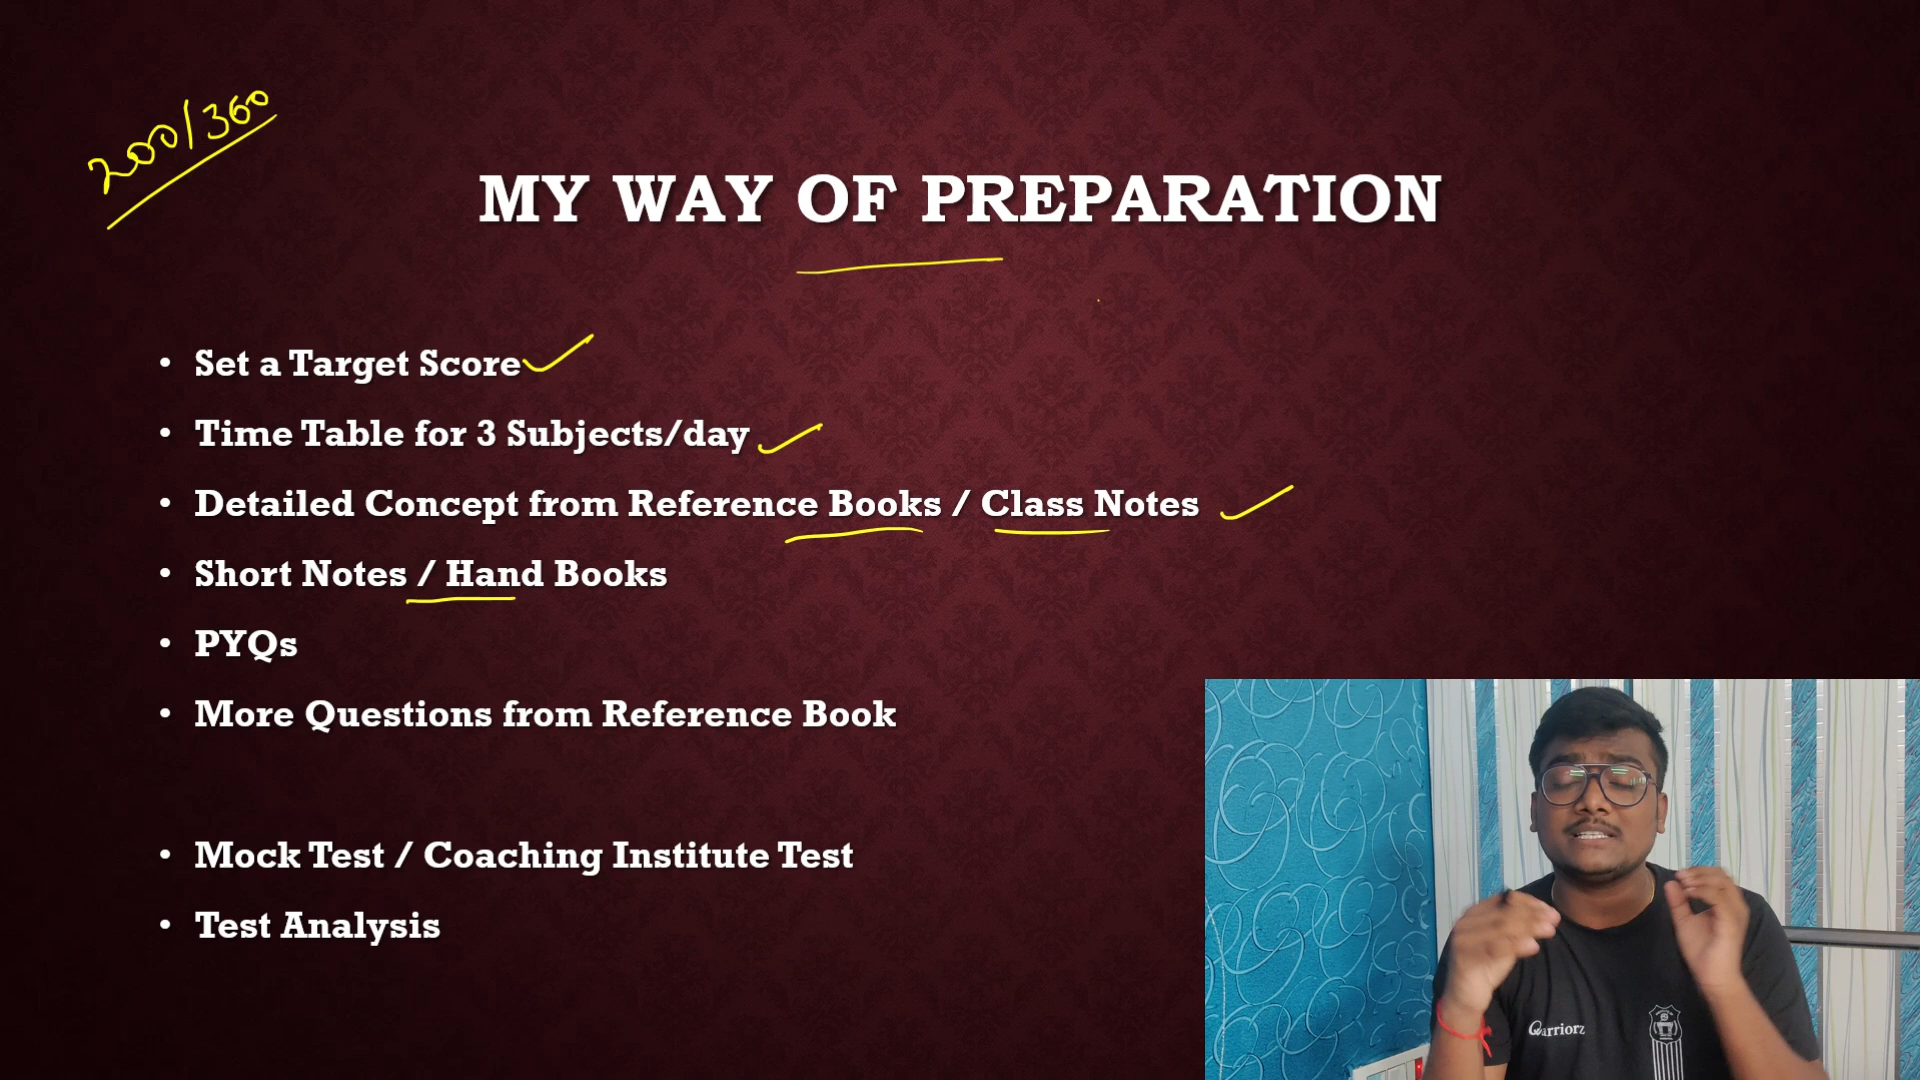 200/360
MY WAY OF PREPARATION
• Set a Target Score
• Time Table for 3 Subjects/day
• Detailed Concept from Reference Books / Class Notes
• Short Notes / Hand Books
• PYQs
• More Questions from Reference Book
• Mock Test / Coaching Institute Test
• Test Analysis
Qarriorz